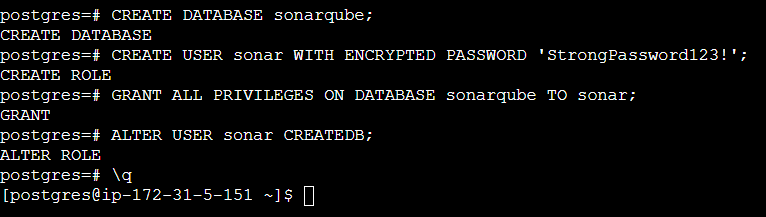 postgres=# CREATE DATABASE sonarqube;
CREATE DATABASE
postgres=# CREATE USER sonar WITH ENCRYPTED PASSWORD 'StrongPassword123!';
CREATE ROLE
postgres=# GRANT ALL PRIVILEGES ON DATABASE sonarqube TO sonar;
GRANT
postgres=# ALTER USER sonar CREATEDB;
ALTER ROLE
postgres=# \q
[postgres@ip-172-31-5-151 ~]$